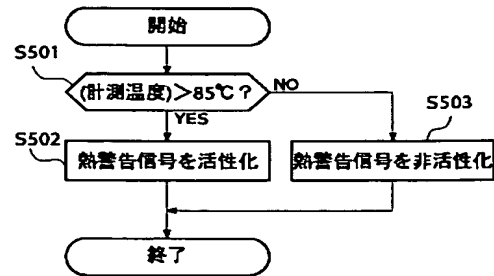 開始
S501
(計測温度)>85℃?
NO
YES
S503
S502
熱警告信号を活性化
熱警告信号を非活性化
終了